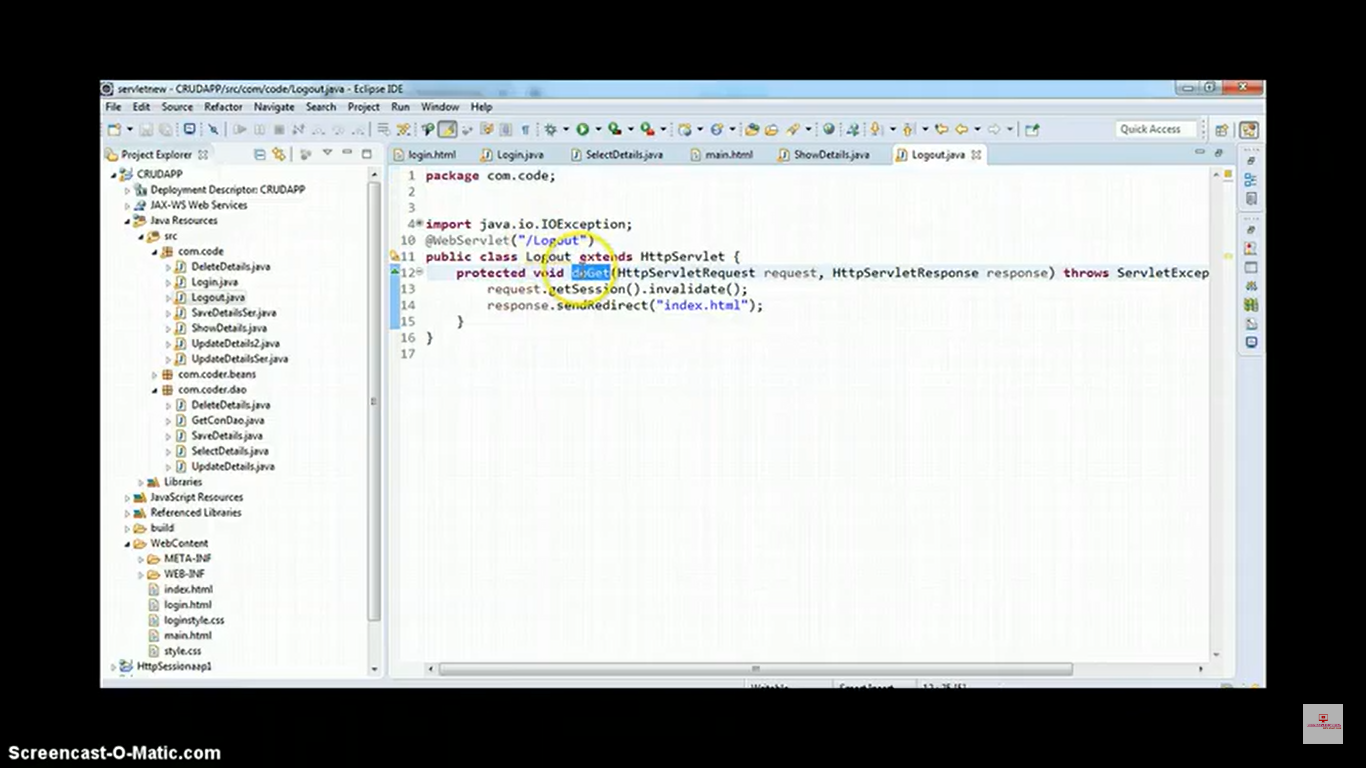 servletnew - CRUDAPP/src/com/code/Logout.java - Eclipse IDE
File Edit Source Refactor Navigate Search Project Run Window Help
Quick Access
Project Explorer
login.html Login.java SelectDetails.java main.html ShowDetails.java Logout.java
CRUDAPP
Deployment Descriptor: CRUDAPP
JAX-WS Web Services
Java Resources
src
com.code
DeleteDetails.java
Login.java
Logout.java
SaveDetailsSer.java
ShowDetails.java
UpdateDetails2.java
UpdateDetailsSer.java
com.coder.beans
com.coder.dao
DeleteDetails.java
GetConDao.java
SaveDetails.java
SelectDetails.java
UpdateDetails.java
Libraries
JavaScript Resources
Referenced Libraries
build
WebContent
META-INF
WEB-INF
index.html
login.html
loginstyle.css
main.html
style.css
HttpSessionaap1
1 package com.code;
2
3
4 import java.io.IOException;
10 @WebServlet("/Logout")
11 public class Logout extends HttpServlet {
12 protected void doGet(HttpServletRequest request, HttpServletResponse response) throws ServletExcep
13 request.getSession().invalidate();
14 response.sendRedirect("index.html");
15 }
16 }
17
Screencast-O-Matic.com